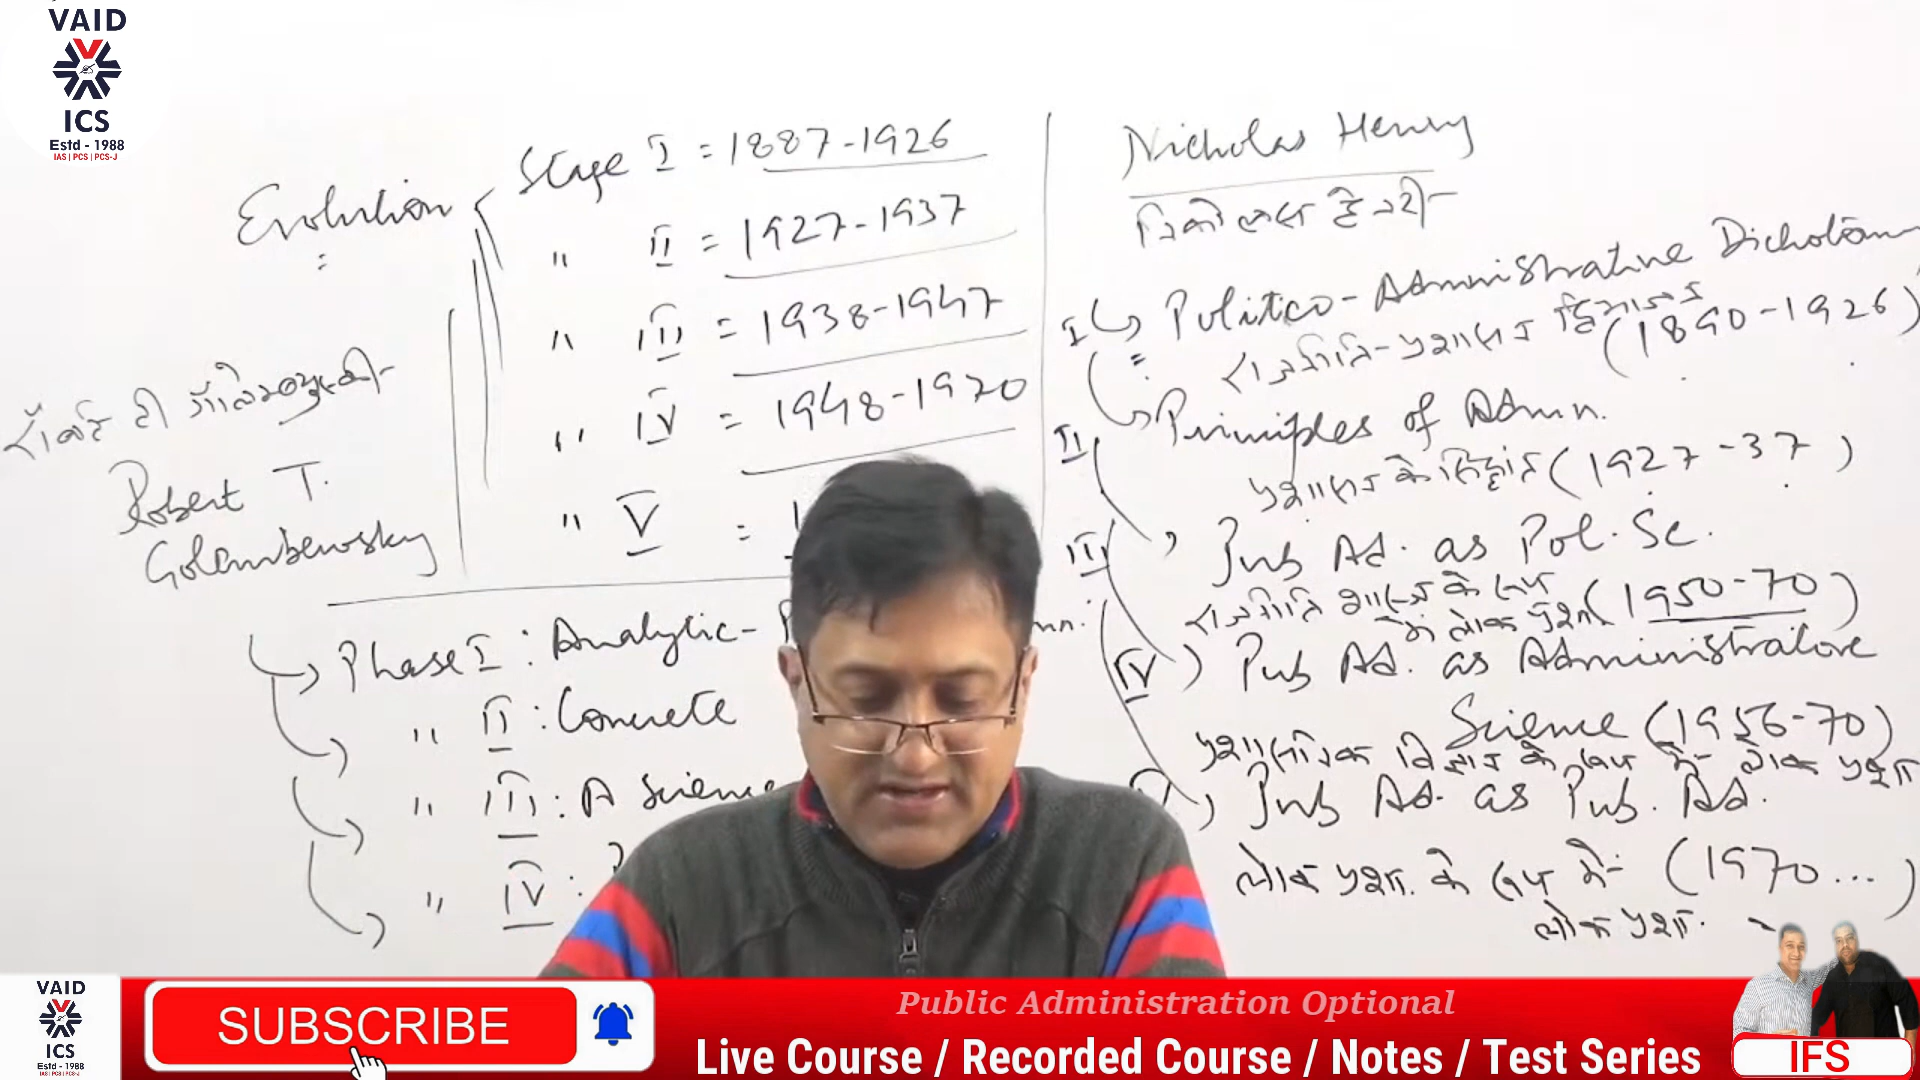 VAID
ICS
Estd - 1988
IAS | PCS | PCS-J
Evolution
Stage I = 1887-1926
" II = 1927-1937
" III = 1938-1947
" IV = 1948-1970
" V =
Robert T.
Golembewsky
Phase I : Analytic-
" II : Concrete
" III : A Science
" IV :
Nicholas Henry
निकोलस हेनरी
I Politico-Administrative Dichotomy
राजनीति-प्रशासन द्विभाजन (1890-1926)
II Principles of Admn.
प्रशासन के सिद्धांत (1927-37)
III Pub Ad. as Pol. Sc.
राजनीति शास्त्र के रूप में लोक प्रशा. (1950-70)
IV Pub Ad. as Administrative
Science (1956-70)
प्रशासनिक विज्ञान के रूप में लोक प्रशा
Pub Ad. as Pub. Ad.
लोक प्रशा. के रूप में (1970...)
लोक प्रशा.
VAID
ICS
Estd - 1988
IAS | PCS | PCS-J
SUBSCRIBE
Public Administration Optional
Live Course / Recorded Course / Notes / Test Series
IFS